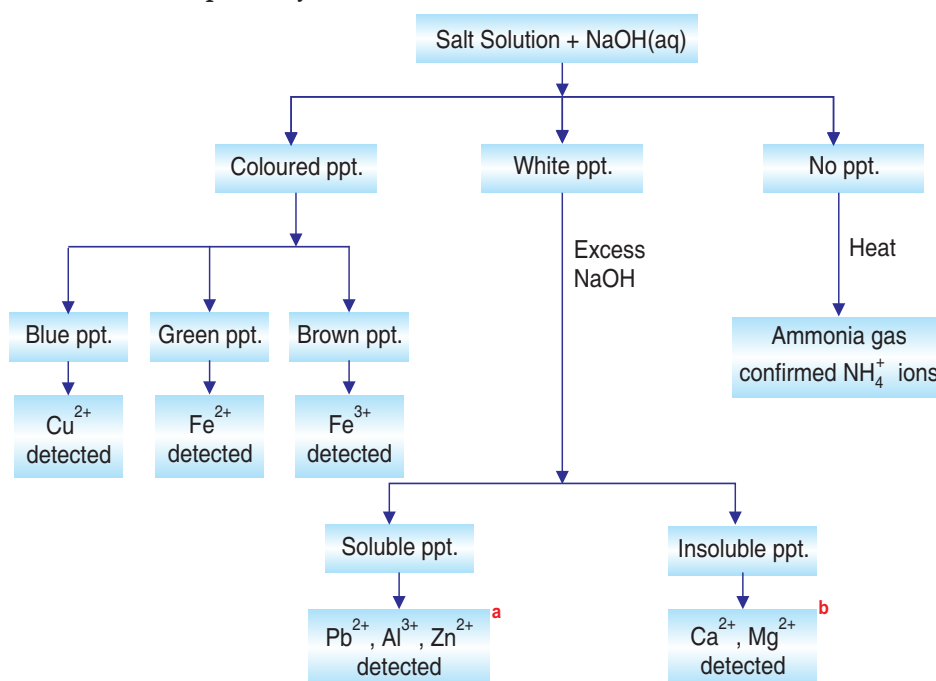 Salt Solution + NaOH(aq)
Coloured ppt.
White ppt.
No ppt.
Excess
NaOH
Heat
Blue ppt.
Green ppt.
Brown ppt.
Ammonia gas
confirmed NH₄⁺ ions
Cu²⁺
detected
Fe²⁺
detected
Fe³⁺
detected
Soluble ppt.
Insoluble ppt.
Pb²⁺, Al³⁺, Zn²⁺
detected
a
Ca²⁺, Mg²⁺
detected
b